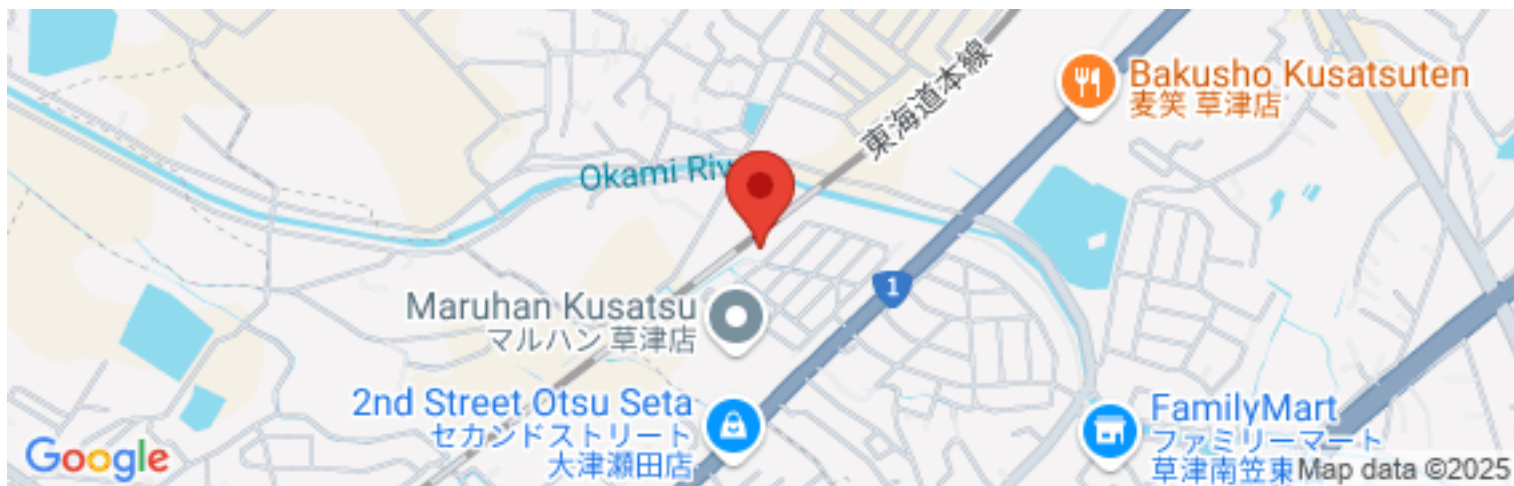 東海道本線
Bakusho Kusatsuten
麦笑 草津店
Okami Riv
1
Maruhan Kusatsu
マルハン 草津店
2nd Street Otsu Seta
セカンドストリート
大津瀬田店
FamilyMart
ファミリーマート
草津南笠東
Google
Map data ©2025